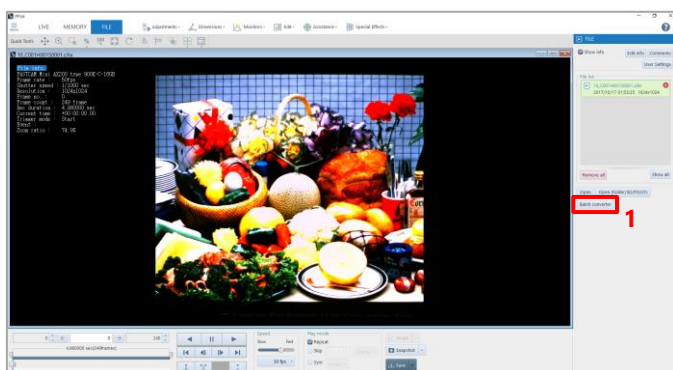 PFV4
LIVE MEMORY FILE Adjustments Dimensions Monitors Edit Assistance Special Effects
Quick Tools
FILE
Show info Edit info Comments
User Settings
File list
2017/10/17 01:53:25 1024x1024
Remove all Show all
Open Open (folder/
Batch converter
1
File info
FASTCAM Mini AX200 type 900K-C-16GB
Frame rate : 50fps
Shutter speed : 1/1000 sec
Resolution : 1024x1024
Frame no. : 0
Frame count : 240 frame
Rec duration : 4.800000 sec
Current time : +00:00:00.00
Trigger mode : Start
Event :
Zoom ratio : 74.9%
Speed
Slow Fast
30 fps
Play mode
Repeat
Skip
Sync
Snapshot
Save